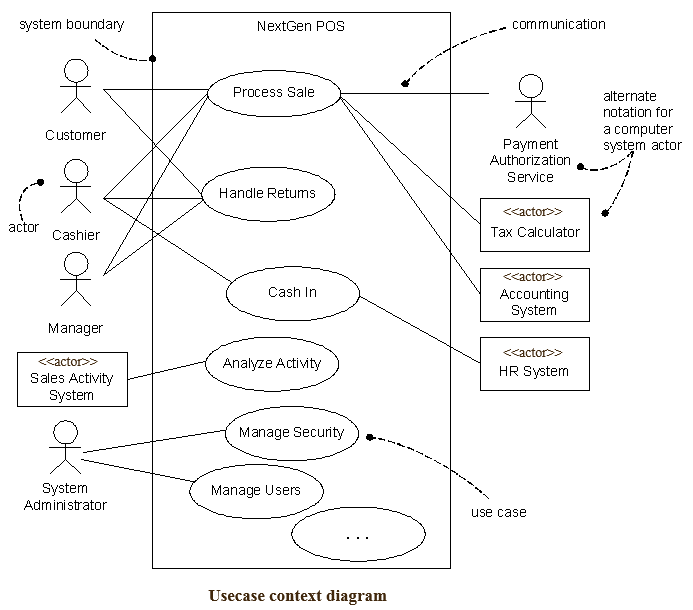 system boundary
NextGen POS
communication
Process Sale
alternate
notation for
a computer
system actor
Customer
Payment
Authorization
Service
Handle Returns
actor
Cashier
<<actor>>
Tax Calculator
Manager
Cash In
<<actor>>
Accounting
System
<<actor>>
Sales Activity
System
Analyze Activity
<<actor>>
HR System
Manage Security
System
Administrator
Manage Users
use case
. . .
Usecase context diagram